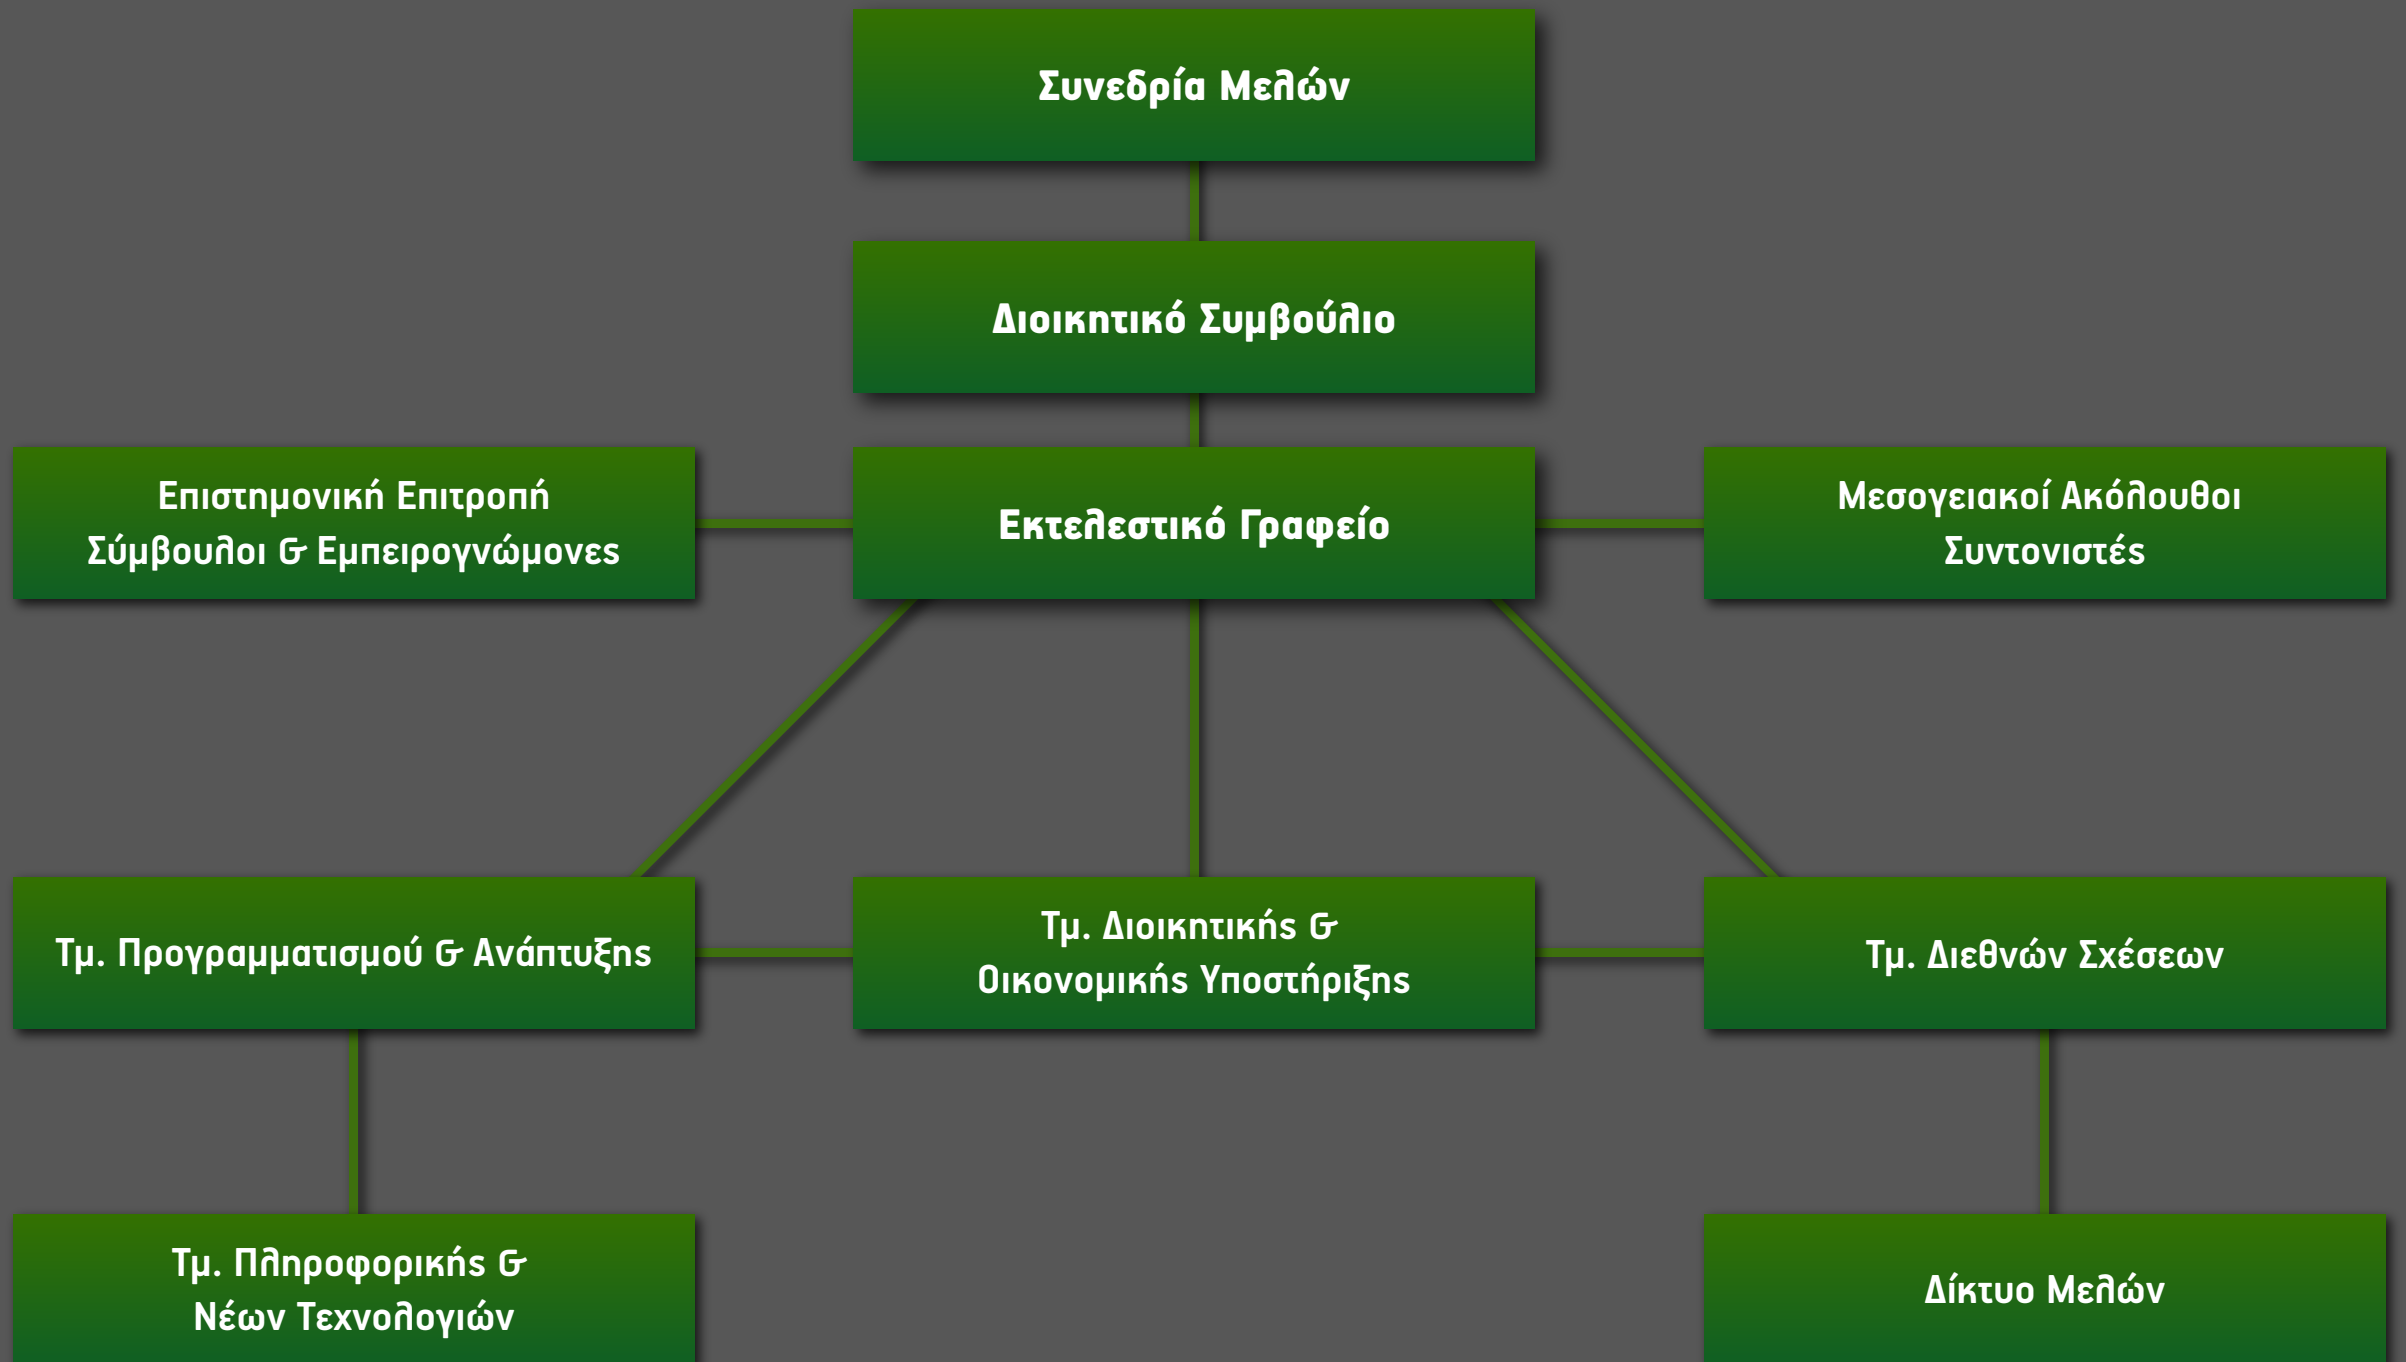 Συνεδρία Μελών
Διοικητικό Συμβούλιο
Επιστημονική Επιτροπή
Σύμβουλοι & Εμπειρογνώμονες
Εκτελεστικό Γραφείο
Μεσογειακοί Ακόλουθοι
Συντονιστές
Τμ. Προγραμματισμού & Ανάπτυξης
Τμ. Διοικητικής &
Οικονομικής Υποστήριξης
Τμ. Διεθνών Σχέσεων
Τμ. Πληροφορικής &
Νέων Τεχνολογιών
Δίκτυο Μελών